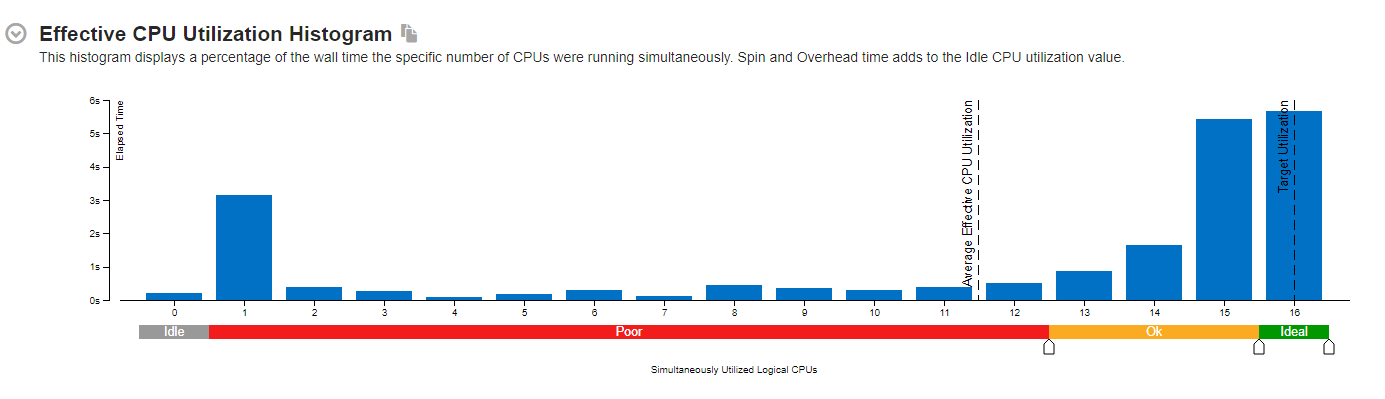 Effective CPU Utilization Histogram
This histogram displays a percentage of the wall time the specific number of CPUs were running simultaneously. Spin and Overhead time adds to the Idle CPU utilization value.
6s
5s
4s
3s
2s
1s
0s
Elapsed Time
Average Effective CPU Utilization
Target Utilization
0 1 2 3 4 5 6 7 8 9 10 11 12 13 14 15 16
Idle Poor Ok Ideal
Simultaneously Utilized Logical CPUs